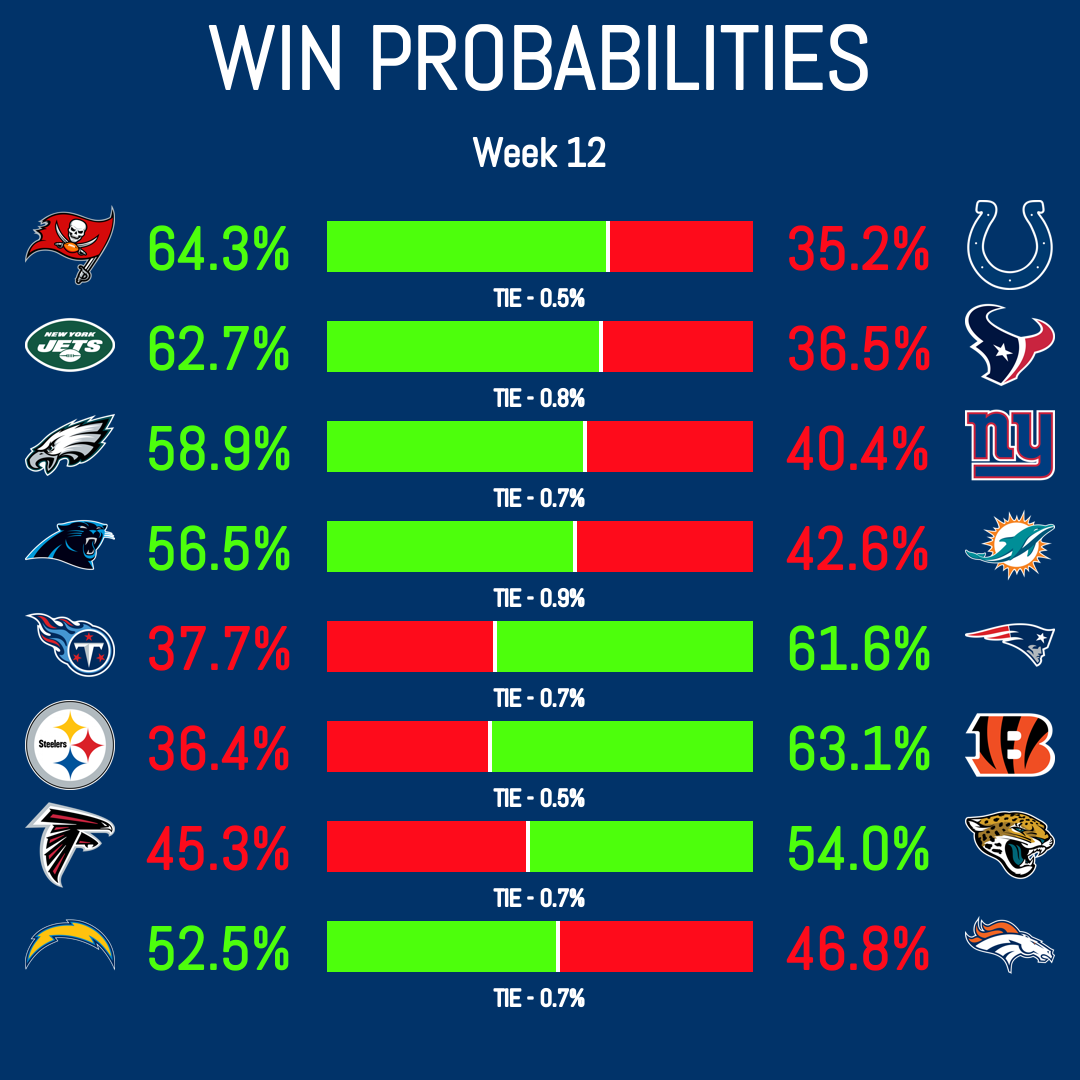 WIN PROBABILITIES
Week 12
64.3% 35.2%
TIE - 0.5%
NEW YORK
JETS
62.7% 36.5%
TIE - 0.8%
58.9% 40.4%
ny
TIE - 0.7%
56.5% 42.6%
TIE - 0.9%
T
37.7% 61.6%
TIE - 0.7%
Steelers
36.4% 63.1% B
TIE - 0.5%
45.3% 54.0%
TIE - 0.7%
52.5% 46.8%
TIE - 0.7%